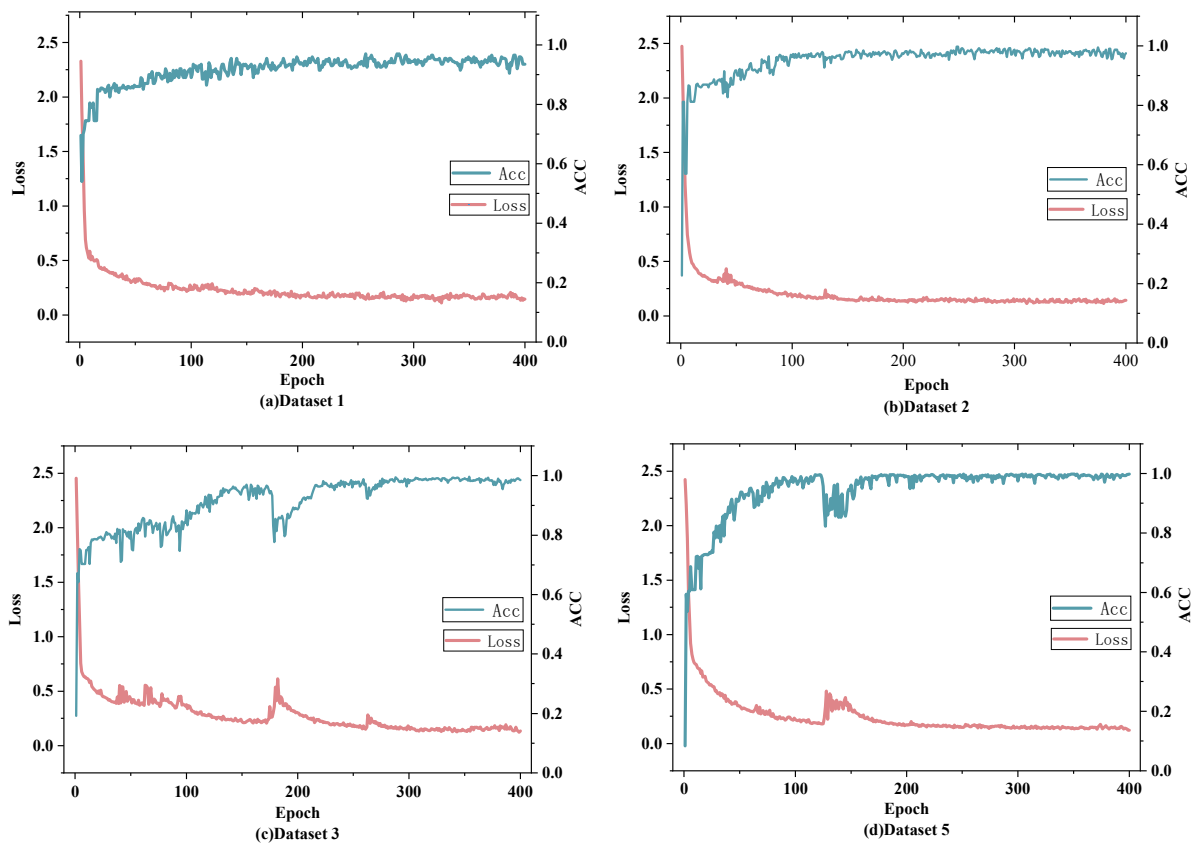 2.5
2.0
1.5
1.0
0.5
0.0
Loss
1.0
0.8
0.6
0.4
0.2
0.0
ACC
Acc
Loss
0
100
200
300
400
Epoch
(a)Dataset 1
2.5
2.0
1.5
1.0
0.5
0.0
Loss
1.0
0.8
0.6
0.4
0.2
0.0
ACC
Acc
Loss
0
100
200
300
400
Epoch
(b)Dataset 2
2.5
2.0
1.5
1.0
0.5
0.0
Loss
1.0
0.8
0.6
0.4
0.2
0.0
ACC
Acc
Loss
0
100
200
300
400
Epoch
(c)Dataset 3
2.5
2.0
1.5
1.0
0.5
0.0
Loss
1.0
0.8
0.6
0.4
0.2
0.0
ACC
Acc
Loss
0
100
200
300
400
Epoch
(d)Dataset 5